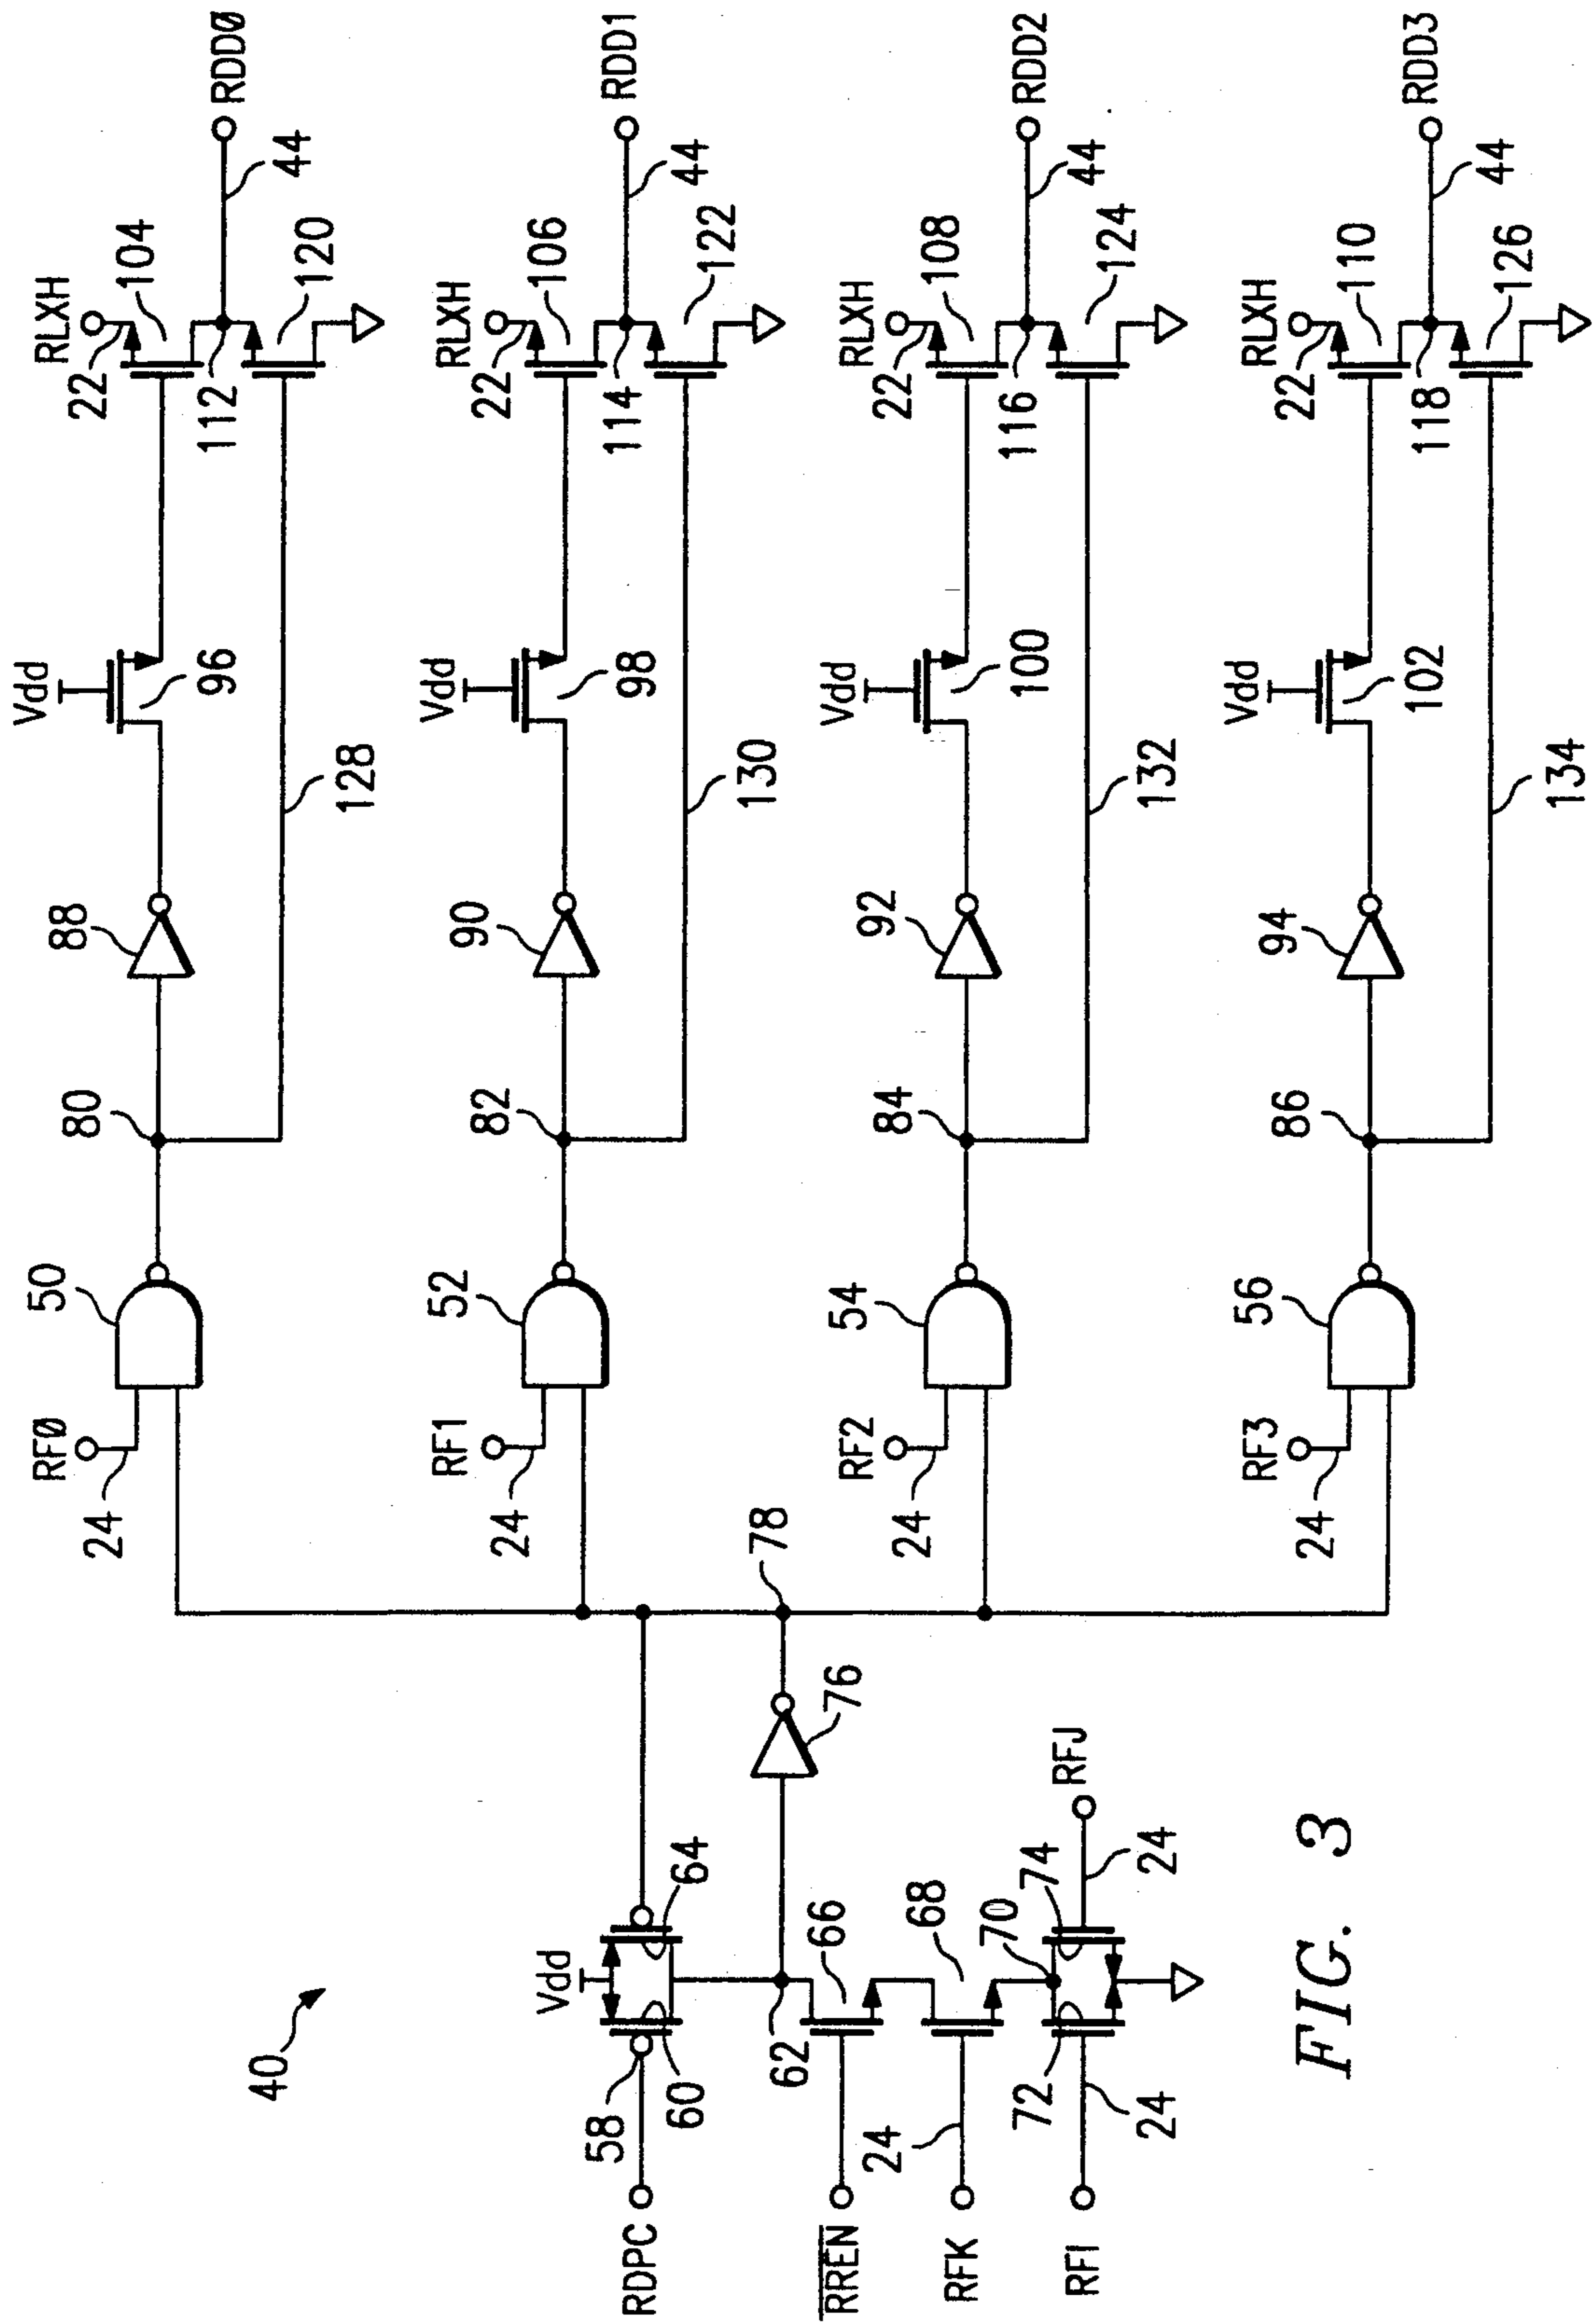 40
RDPC
58
60
Vdd
64
62
RREN
66
24
RFK
68
70
72
74
RFI
24
RFJ
24
76
78
RFØ
24
50
80
88
Vdd
96
128
RLXH
22
104
112
120
44
RDDØ
RF1
24
52
82
90
Vdd
98
130
RLXH
22
106
114
122
44
RDD1
RF2
24
54
84
92
Vdd
100
132
RLXH
22
108
116
124
44
RDD2
RF3
24
56
86
94
Vdd
102
134
RLXH
22
110
118
126
44
RDD3
FIG. 3